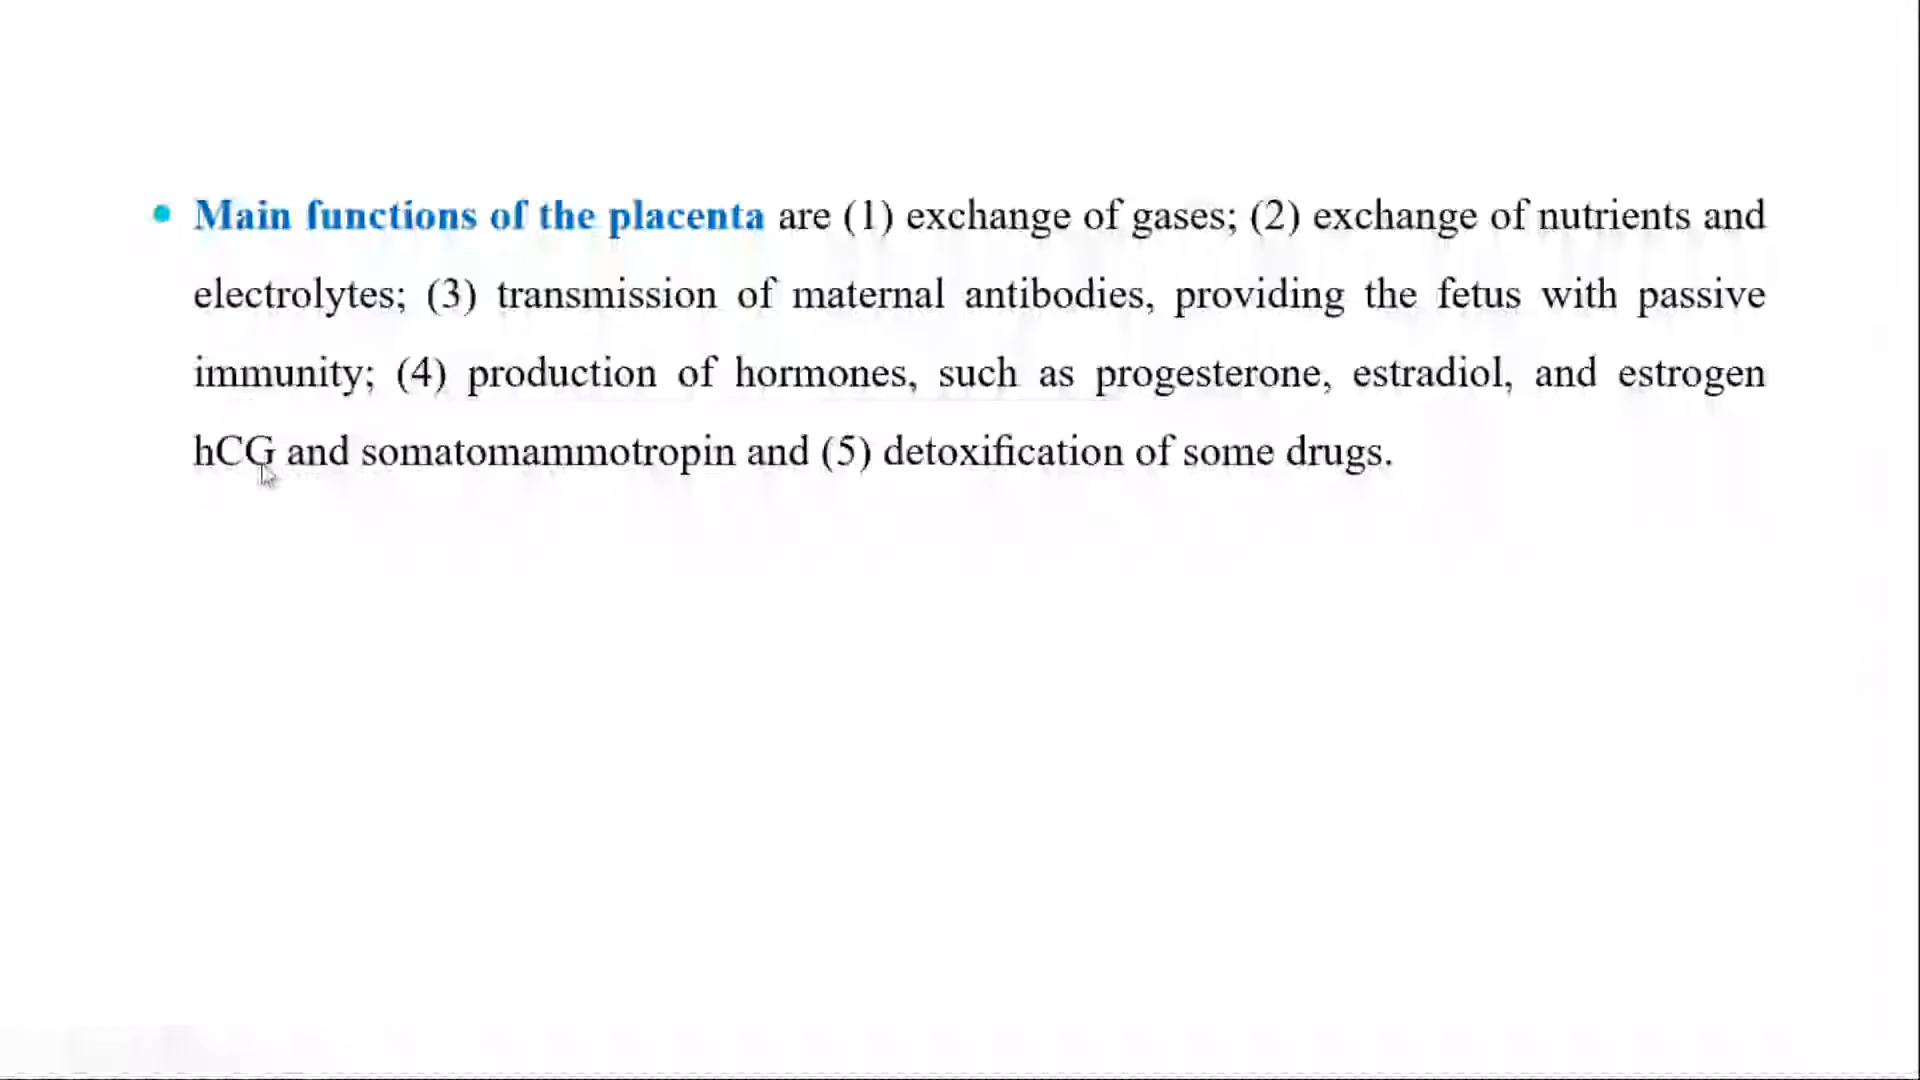 • Main functions of the placenta are (1) exchange of gases; (2) exchange of nutrients and
electrolytes; (3) transmission of maternal antibodies, providing the fetus with passive
immunity; (4) production of hormones, such as progesterone, estradiol, and estrogen
hCG and somatomammotropin and (5) detoxification of some drugs.